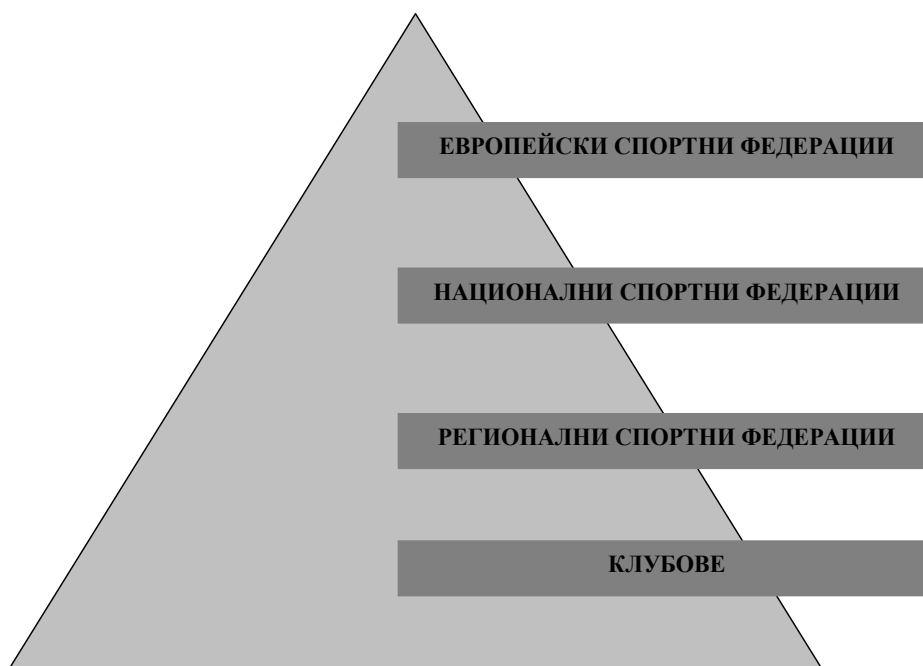 ЕВРОПЕЙСКИ СПОРТНИ ФЕДЕРАЦИИ
НАЦИОНАЛНИ СПОРТНИ ФЕДЕРАЦИИ
РЕГИОНАЛНИ СПОРТНИ ФЕДЕРАЦИИ
КЛУБОВЕ